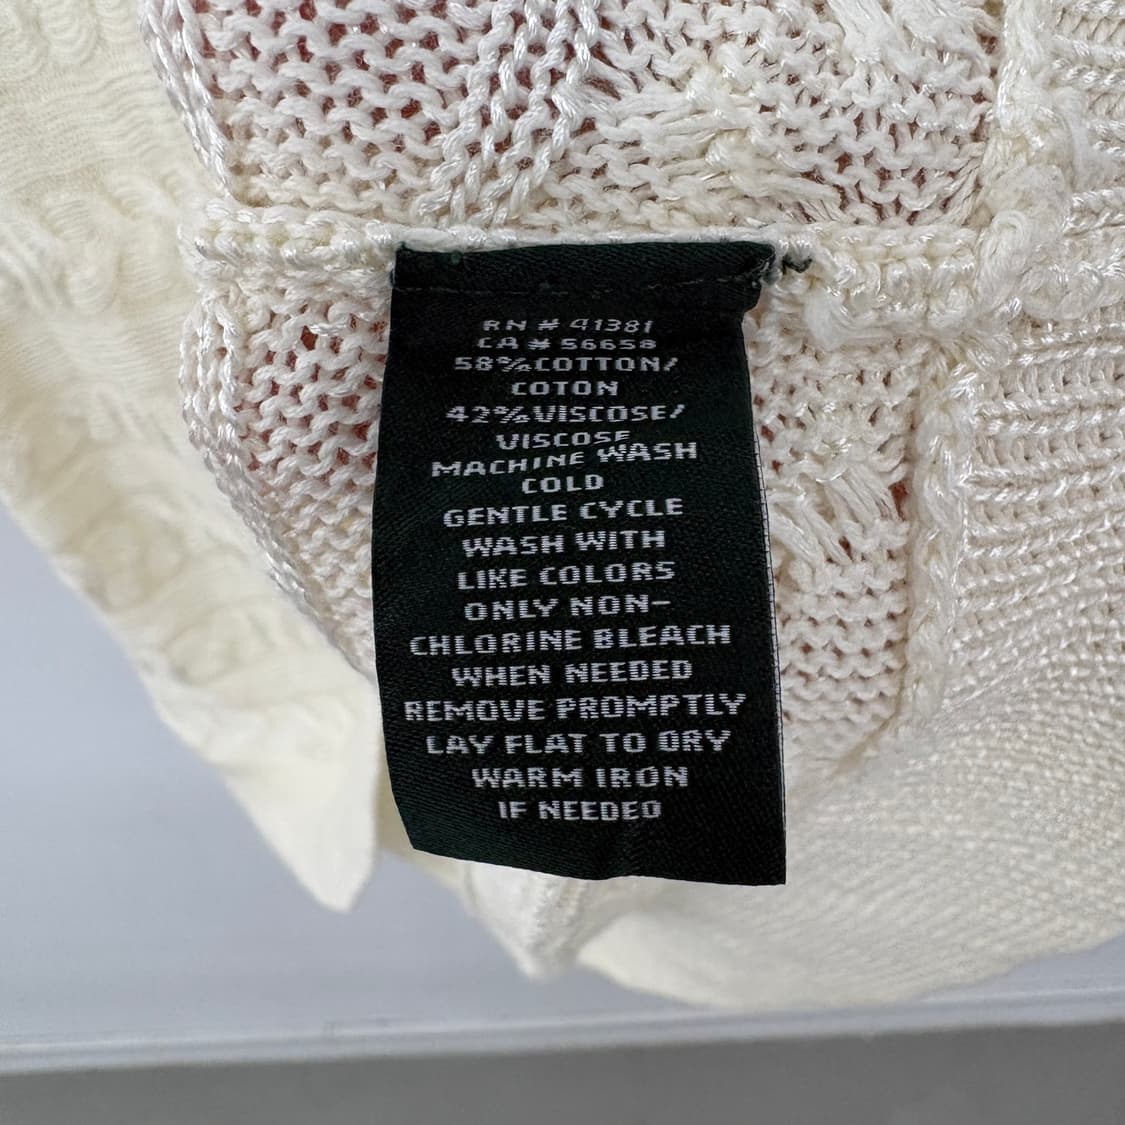 RN # 41381
CA # 56658
58% COTTON/
COTON
42% VISCOSE/
VISCOSE
MACHINE WASH
COLD
GENTLE CYCLE
WASH WITH
LIKE COLORS
ONLY NON-
CHLORINE BLEACH
WHEN NEEDED
REMOVE PROMPTLY
LAY FLAT TO DRY
WARM IRON
IF NEEDED